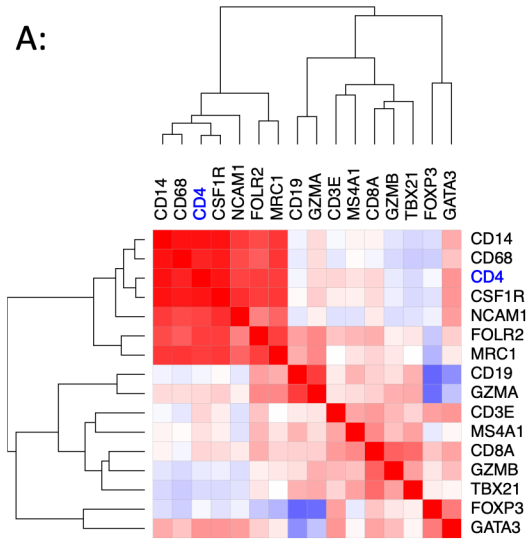 A:
CD14
CD68
CD4
CSF1R
NCAM1
FOLR2
MRC1
CD19
GZMA
CD3E
MS4A1
CD8A
GZMB
TBX21
FOXP3
GATA3
CD14
CD68
CD4
CSF1R
NCAM1
FOLR2
MRC1
CD19
GZMA
CD3E
MS4A1
CD8A
GZMB
TBX21
FOXP3
GATA3